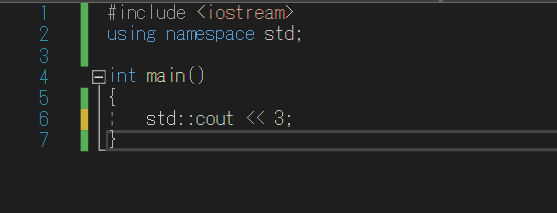 1 #include <iostream>
2 using namespace std;
3
4 int main()
5 {
6 std::cout << 3;
7 }